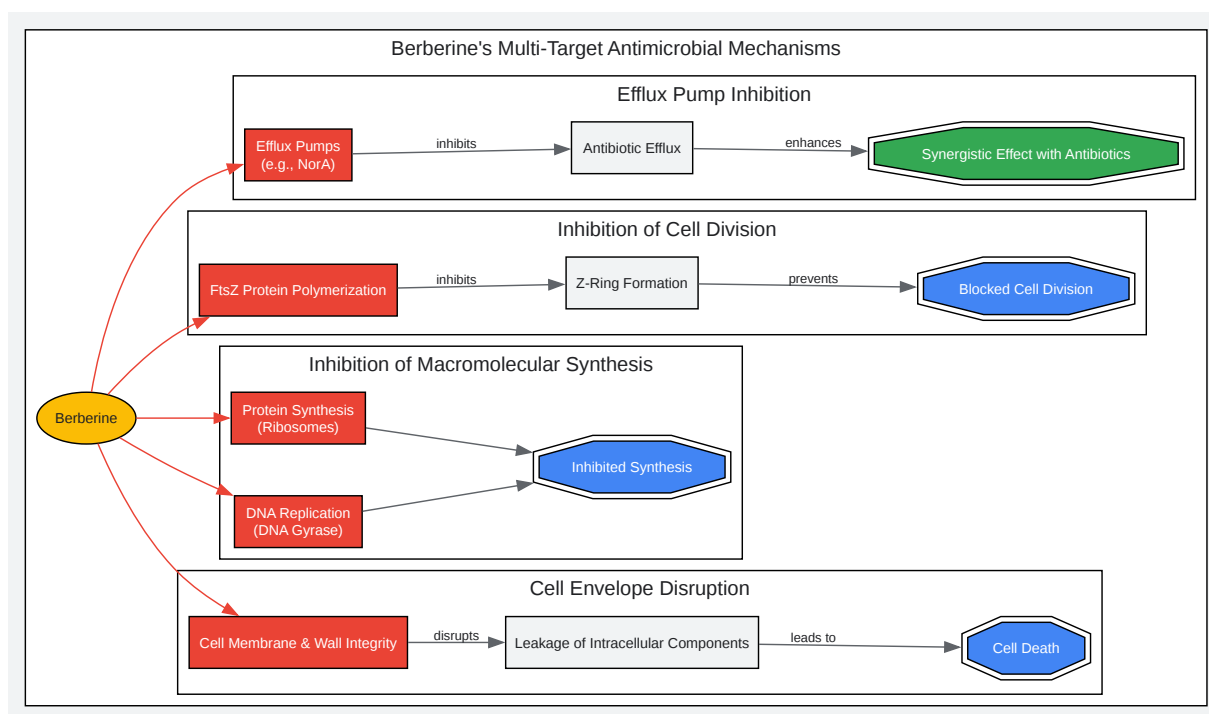 Berberine's Multi-Target Antimicrobial Mechanisms
Efflux Pump Inhibition
Efflux Pumps
(e.g., NorA)
inhibits
Antibiotic Efflux
enhances
Synergistic Effect with Antibiotics
Inhibition of Cell Division
FtsZ Protein Polymerization
inhibits
Z-Ring Formation
prevents
Blocked Cell Division
Inhibition of Macromolecular Synthesis
Berberine
Protein Synthesis
(Ribosomes)
Inhibited Synthesis
DNA Replication
(DNA Gyrase)
Cell Envelope Disruption
Cell Membrane & Wall Integrity
disrupts
Leakage of Intracellular Components
leads to
Cell Death